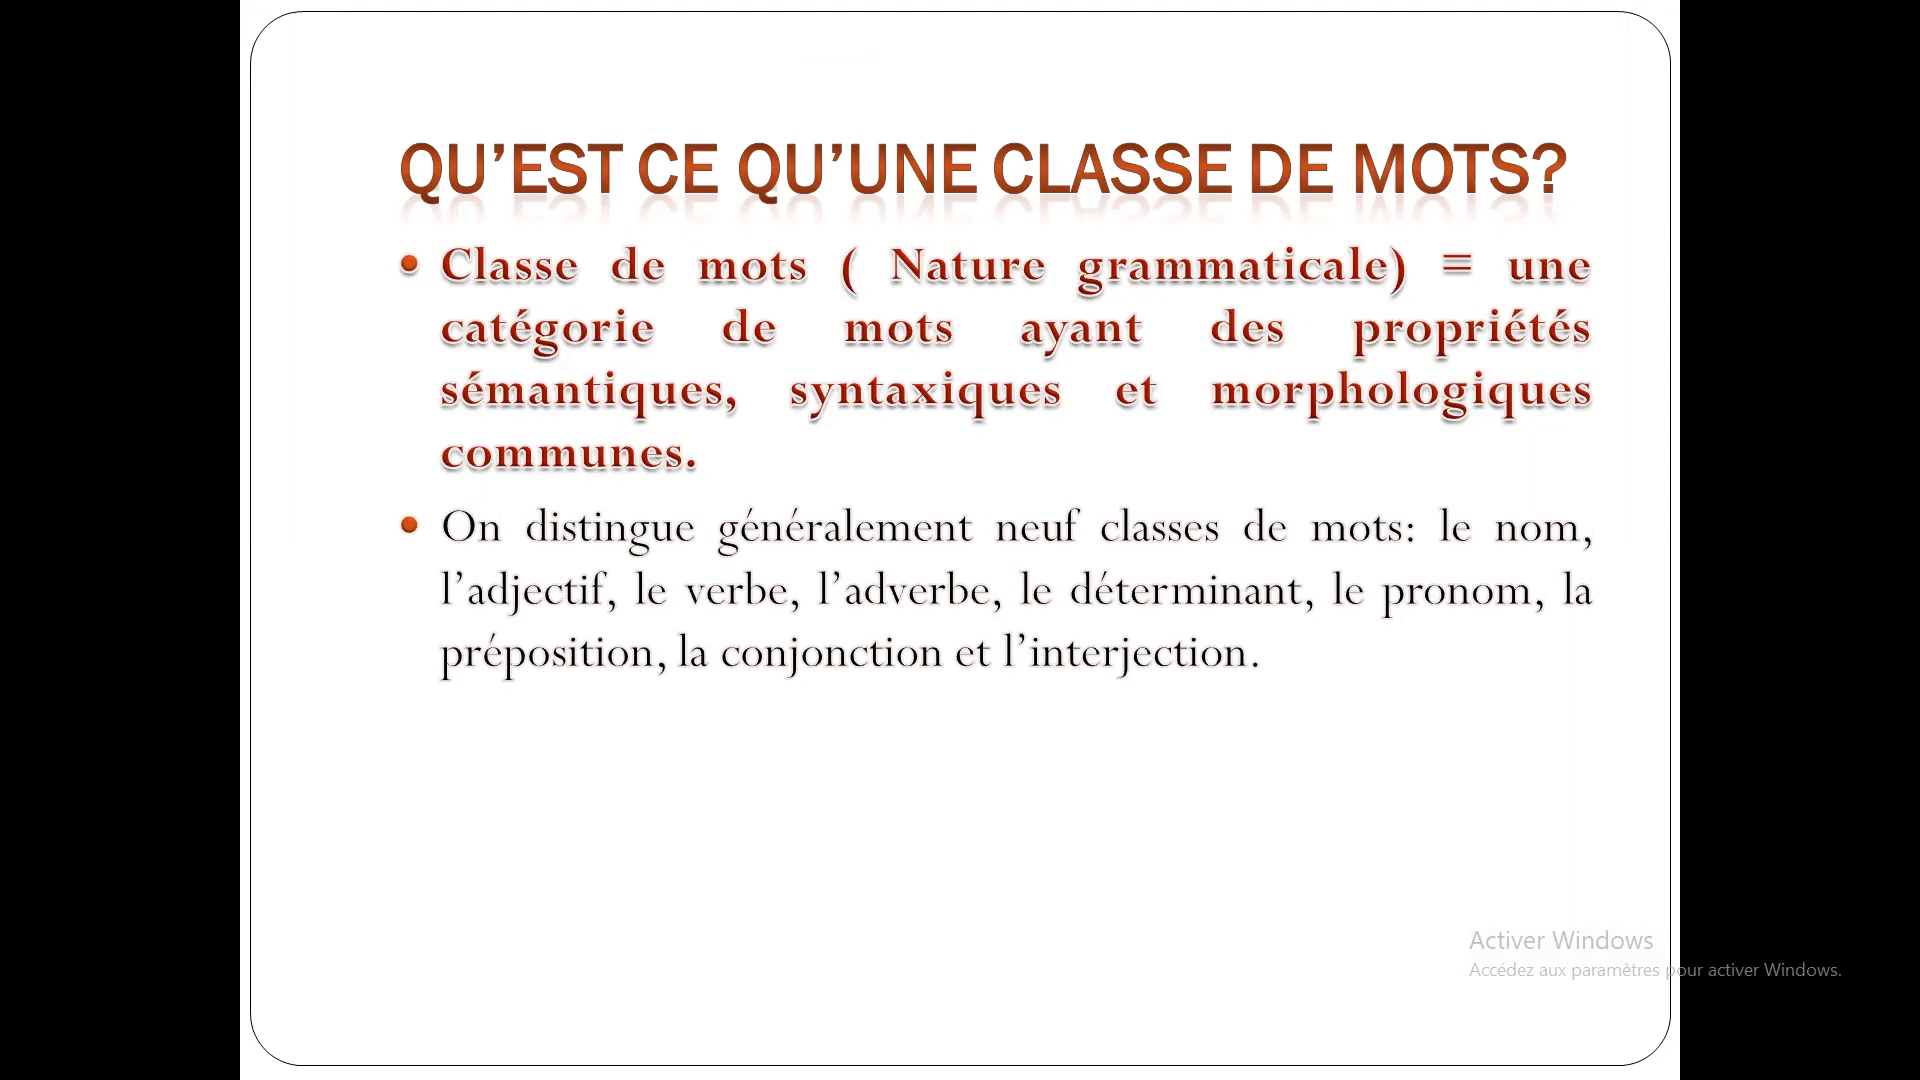 QU’EST CE QU’UNE CLASSE DE MOTS?
• Classe de mots ( Nature grammaticale) = une
catégorie de mots ayant des propriétés
sémantiques, syntaxiques et morphologiques
communes.
• On distingue généralement neuf classes de mots: le nom,
l’adjectif, le verbe, l’adverbe, le déterminant, le pronom, la
préposition, la conjonction et l’interjection.
Activer Windows
Accédez aux paramètres pour activer Windows.